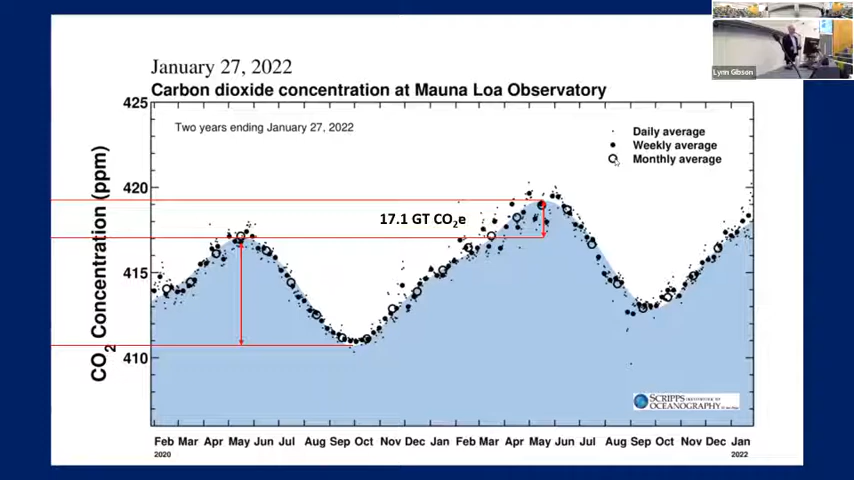 Lynn Gibson
January 27, 2022
Carbon dioxide concentration at Mauna Loa Observatory
Two years ending January 27, 2022
Daily average
Weekly average
Monthly average
CO2 Concentration (ppm)
425
420
415
410
17.1 GT CO2e
SCRIPPS INSTITUTION OF
OCEANOGRAPHY
Feb Mar Apr May Jun Jul Aug Sep Oct Nov Dec Jan Feb Mar Apr May Jun Jul Aug Sep Oct Nov Dec Jan
2020 2022